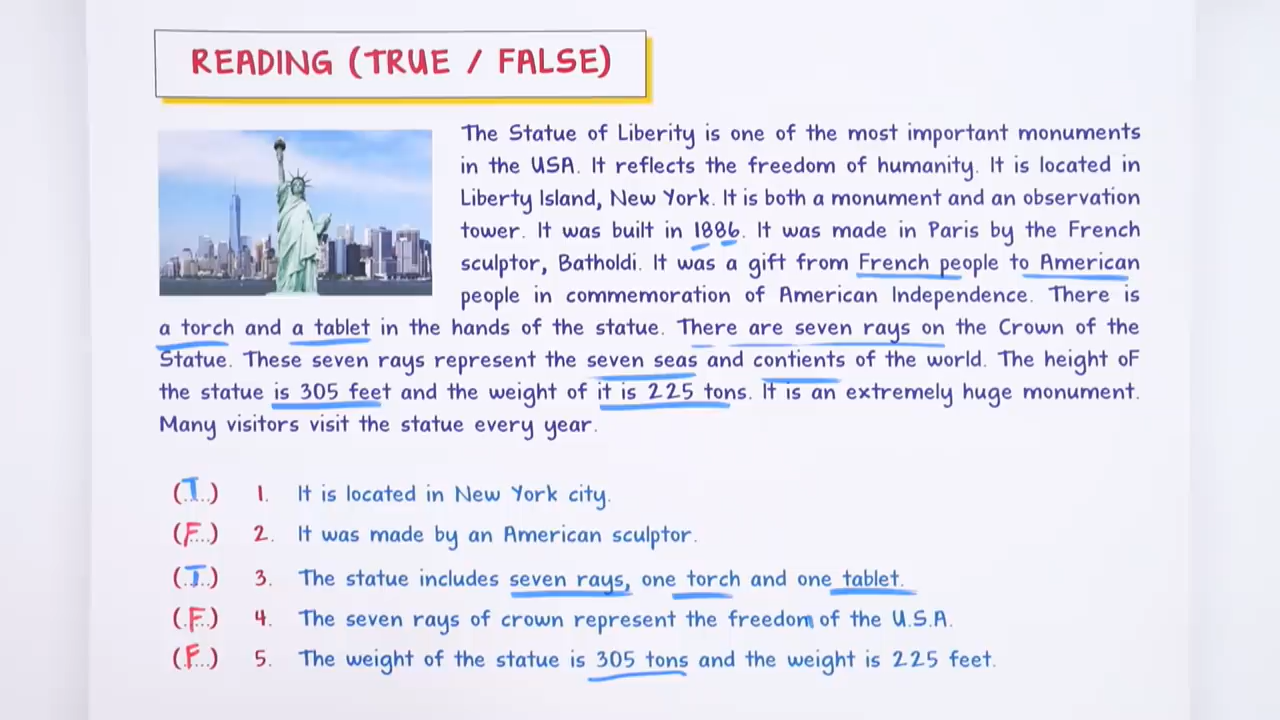 READING (TRUE / FALSE)
The Statue of Liberity is one of the most important monuments
in the USA. It reflects the freedom of humanity. It is located in
Liberty Island, New York. It is both a monument and an observation
tower. It was built in 1886. It was made in Paris by the French
sculptor, Batholdi. It was a gift from French people to American
people in commemoration of American Independence. There is
a torch and a tablet in the hands of the statue. There are seven rays on the Crown of the
Statue. These seven rays represent the seven seas and contients of the world. The height oF
the statue is 305 feet and the weight of it is 225 tons. It is an extremely huge monument.
Many visitors visit the statue every year.
(.T..) 1. It is located in New York city.
(.F..) 2. It was made by an American sculptor.
(.T..) 3. The statue includes seven rays, one torch and one tablet.
(.F..) 4. The seven rays of crown represent the freedom of the U.S.A.
(.F..) 5. The weight of the statue is 305 tons and the weight is 225 feet.